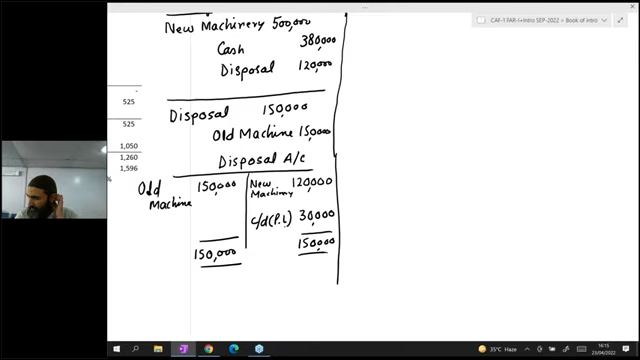 CAF-1 FAR-I+Intro SEP-2022 > Book of intro
New Machinery 500,000
Cash 380,000
Disposal 120,000
525
525
1,050
1,260
1,596
%
Disposal 150,000
Old Machine 150,000
Disposal A/c
Old Machine 150,000 New Machinery 120,000
c/d (P.L) 30,000
150,000 150,000
35°C Haze
16:15
23/04/2022